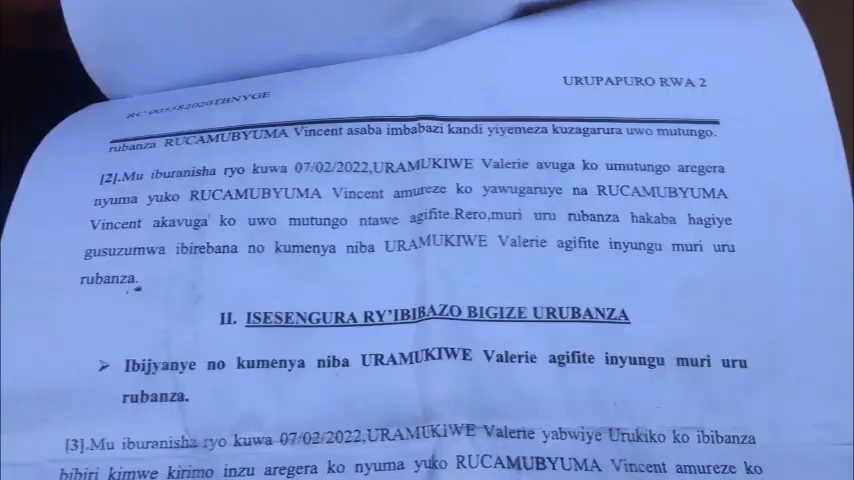 URUPAPURO RWA 2
RC 00558/2020/TB/NYGE
rubanza RUCAMUBYUMA Vincent asaba imbabazi kandi yiyemeza kuzagarura uwo mutungo.
[2].Mu iburanisha ryo kuwa 07/02/2022,URAMUKIWE Valerie avuga ko umutungo aregera
nyuma yuko RUCAMUBYUMA Vincent amureze ko yawugaruye na RUCAMUBYUMA
Vincent akavuga ko uwo mutungo ntawe agifite.Rero,muri uru rubanza hakaba hagiye
gusuzumwa ibirebana no kumenya niba URAMUKIWE Valerie agifite inyungu muri uru
rubanza.
II. ISESENGURA RY'IBIBAZO BIGIZE URUBANZA
➢ Ibijyanye no kumenya niba URAMUKIWE Valerie agifite inyungu muri uru
rubanza.
[3].Mu iburanisha ryo kuwa 07/02/2022,URAMUKIWE Valerie yabwiye Urukiko ko ibibanza
bibiri kimwe kirimo inzu aregera ko nyuma yuko RUCAMUBYUMA Vincent amureze ko